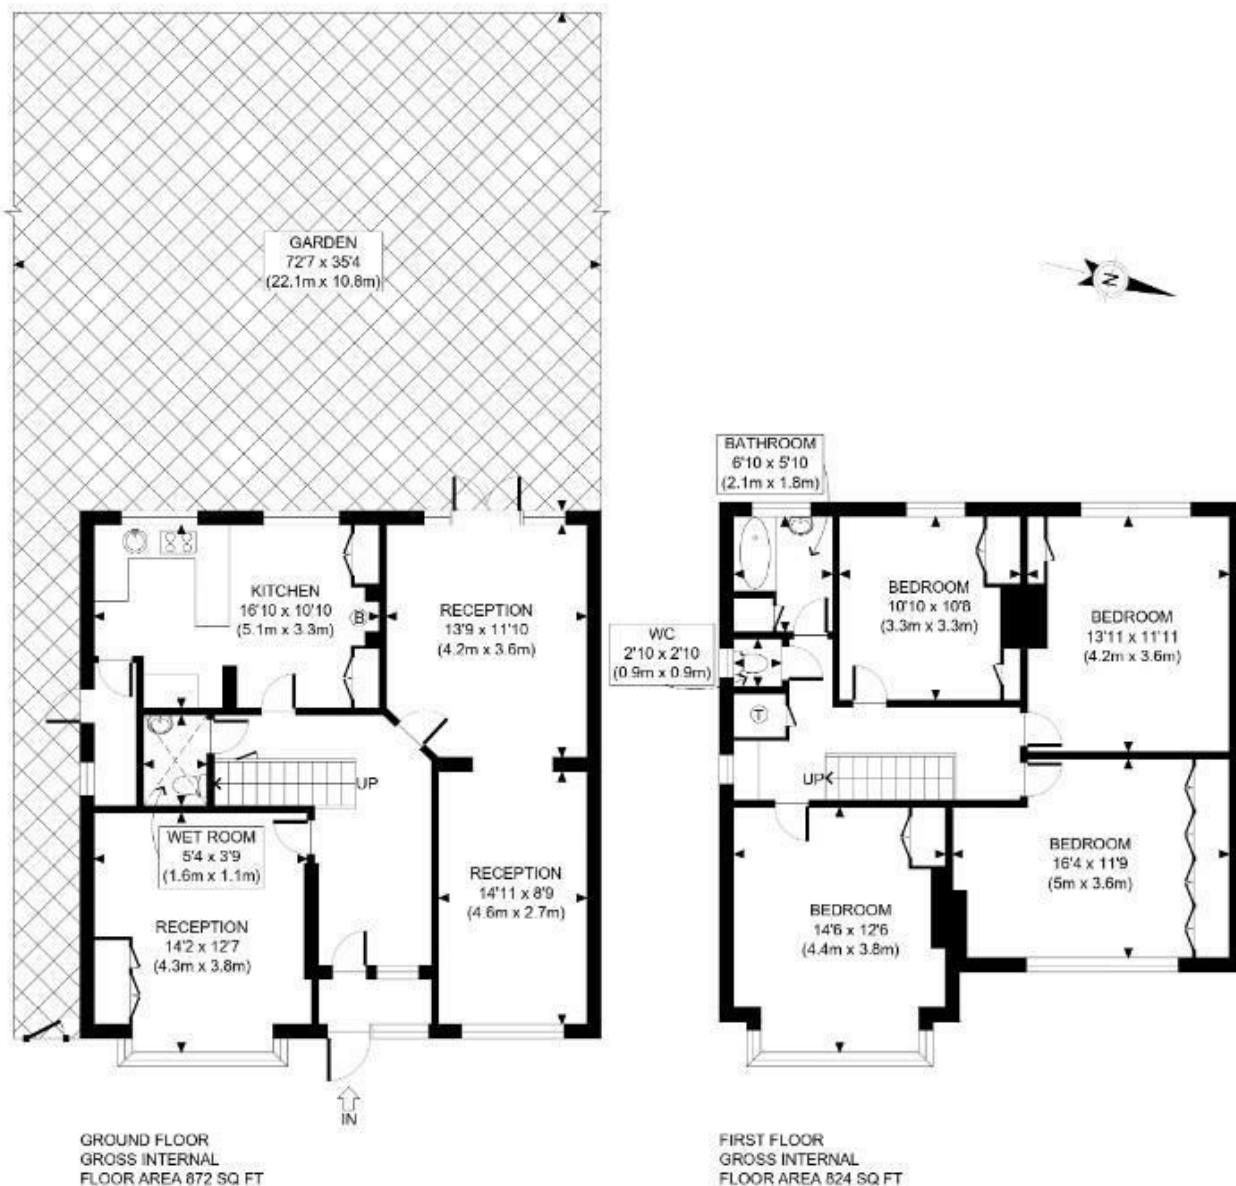 GARDEN
72'7 x 35'4
(22.1m x 10.8m)
N
KITCHEN
16'10 x 10'10
(5.1m x 3.3m)
B
RECEPTION
13'9 x 11'10
(4.2m x 3.6m)
UP
WET ROOM
5'4 x 3'9
(1.6m x 1.1m)
RECEPTION
14'2 x 12'7
(4.3m x 3.8m)
RECEPTION
14'11 x 8'9
(4.6m x 2.7m)
IN
GROUND FLOOR
GROSS INTERNAL
FLOOR AREA 872 SQ FT
BATHROOM
6'10 x 5'10
(2.1m x 1.8m)
BEDROOM
10'10 x 10'8
(3.3m x 3.3m)
BEDROOM
13'11 x 11'11
(4.2m x 3.6m)
WC
2'10 x 2'10
(0.9m x 0.9m)
T
UP
BEDROOM
16'4 x 11'9
(5m x 3.6m)
BEDROOM
14'6 x 12'6
(4.4m x 3.8m)
FIRST FLOOR
GROSS INTERNAL
FLOOR AREA 824 SQ FT